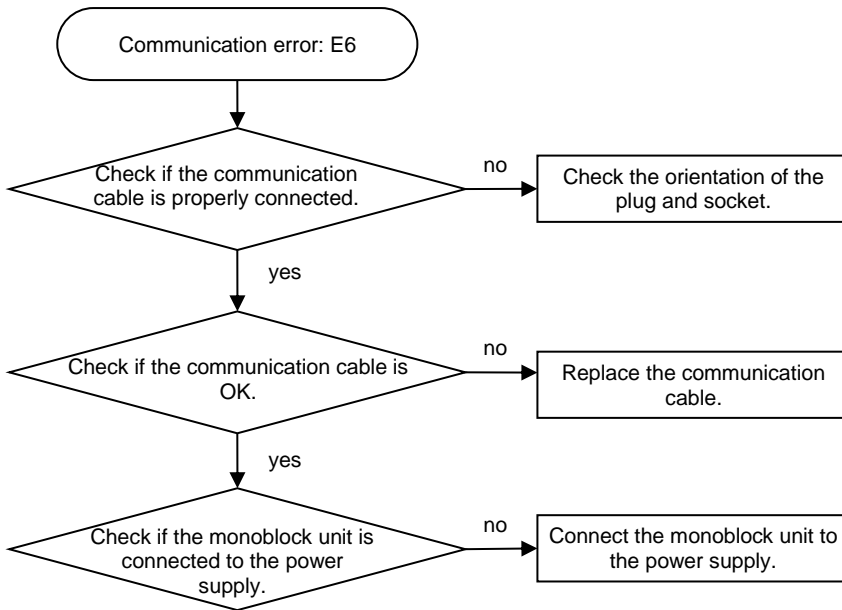 Communication error: E6
Check if the communication
cable is properly connected.
no
Check the orientation of the
plug and socket.
yes
Check if the communication cable is
OK.
no
Replace the communication
cable.
yes
Check if the monoblock unit is
connected to the power
supply.
no
Connect the monoblock unit to
the power supply.